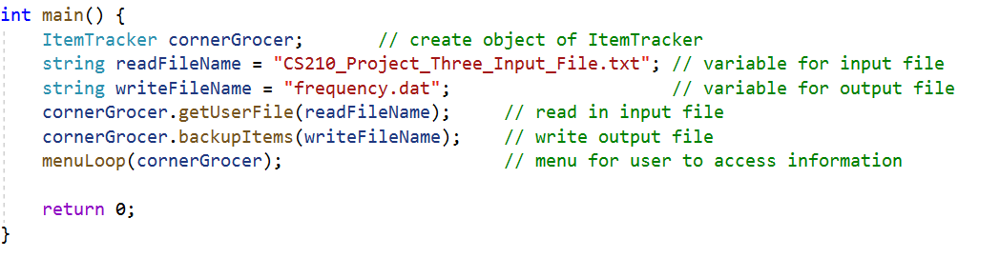 int main() {
    ItemTracker cornerGrocer;       // create object of ItemTracker
    string readFileName = "CS210_Project_Three_Input_File.txt"; // variable for input file
    string writeFileName = "frequency.dat";                     // variable for output file
    cornerGrocer.getUserFile(readFileName);     // read in input file
    cornerGrocer.backupItems(writeFileName);    // write output file
    menuLoop(cornerGrocer);                     // menu for user to access information
    return 0;
}